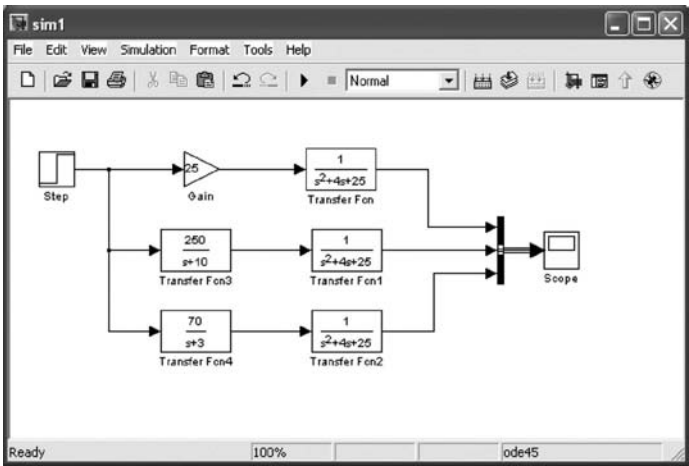 sim1
File Edit View Simulation Format Tools Help
Normal
Step
25
Gain
1
s2+4s+25
Transfer Fcn
250
s+10
Transfer Fcn3
1
s2+4s+25
Transfer Fcn1
Scope
70
s+3
Transfer Fcn4
1
s2+4s+25
Transfer Fcn2
Ready 100% ode45